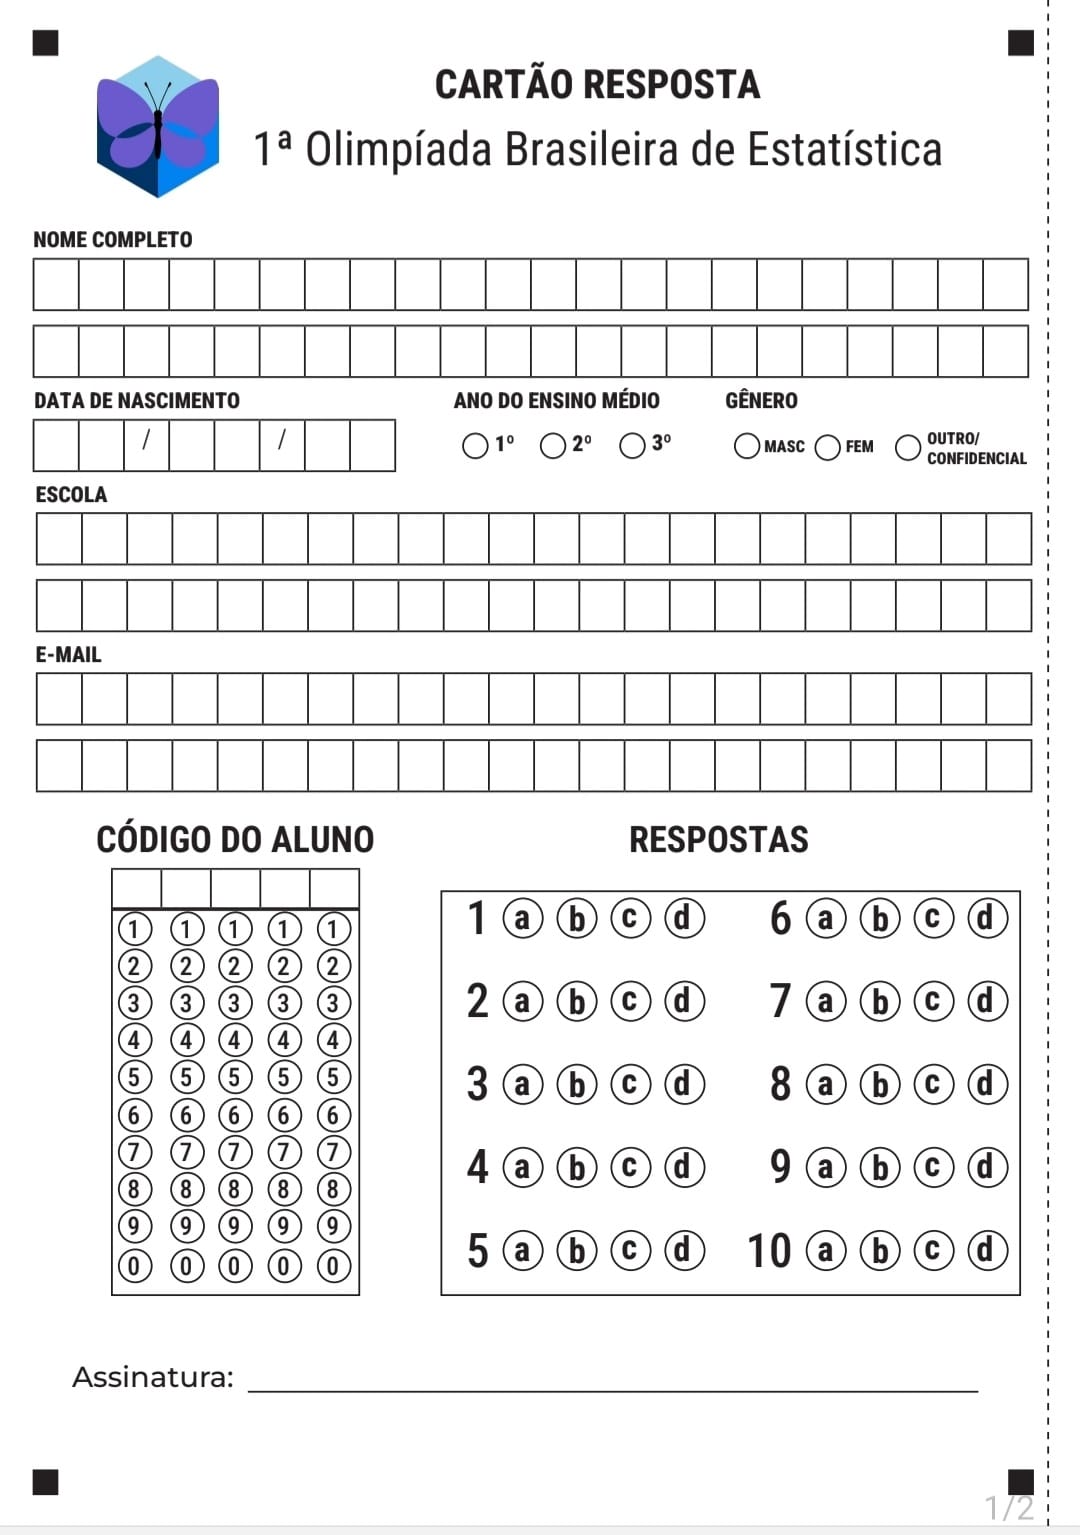 CARTÃO RESPOSTA
1ª Olimpíada Brasileira de Estatística
NOME COMPLETO
DATA DE NASCIMENTO ANO DO ENSINO MÉDIO GÊNERO
/ / 1º 2º 3º MASC FEM OUTRO/
CONFIDENCIAL
ESCOLA
E-MAIL
CÓDIGO DO ALUNO RESPOSTAS
1 1 1 1 1
2 2 2 2 2
3 3 3 3 3
4 4 4 4 4
5 5 5 5 5
6 6 6 6 6
7 7 7 7 7
8 8 8 8 8
9 9 9 9 9
0 0 0 0 0
1 a b c d 6 a b c d
2 a b c d 7 a b c d
3 a b c d 8 a b c d
4 a b c d 9 a b c d
5 a b c d 10 a b c d
Assinatura:
1/2